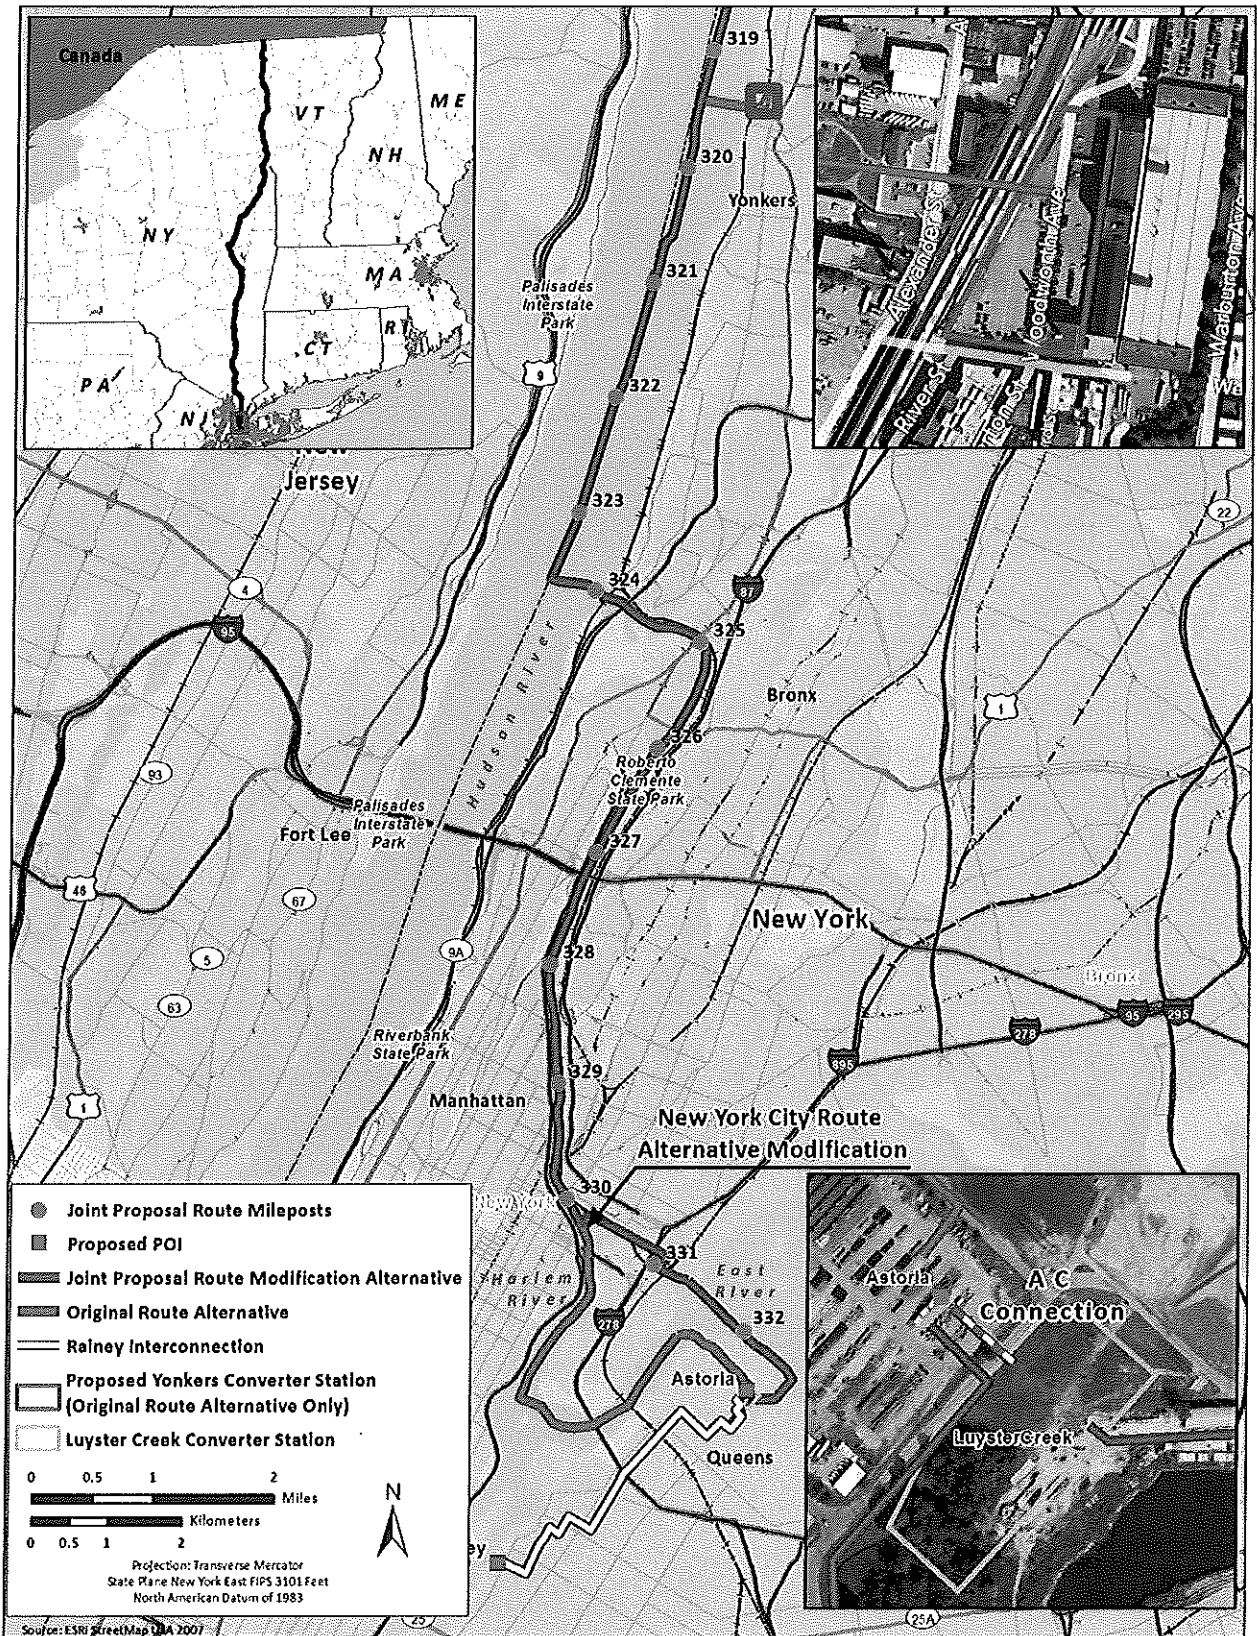 Canada
VT
ME
NH
NY
MA
CT
RI
PA
NJ
319
320
Yonkers
321
Palisades
Interstate
Park
9
322
323
Jersey
Alexander St
Woodworth Ave
Warburton Ave
River St
22
4
95
324
87
325
Hudson River
Bronx
1
326
Roberto
Clemente
State Park
93
Palisades
Interstate
Park
Fort Lee
327
46
67
New York
9A
328
5
63
Bronx
95
295
278
895
Riverbank
State Park
329
1
Manhattan
New York City Route
Alternative Modification
330
New York
331
Harlem
River
East
River
278
332
Astoria
Queens
ey
25
25A
Astoria
AC
Connection
Luyster Creek
Joint Proposal Route Mileposts
Proposed POI
Joint Proposal Route Modification Alternative
Original Route Alternative
Rainey Interconnection
Proposed Yonkers Converter Station
(Original Route Alternative Only)
Luyster Creek Converter Station
0 0.5 1 2
Miles
Kilometers
0 0.5 1 2
N
Projection: Transverse Mercator
State Plane New York East FIPS 3101 Feet
North American Datum of 1983
Source: ESRI StreetMap USA 2007